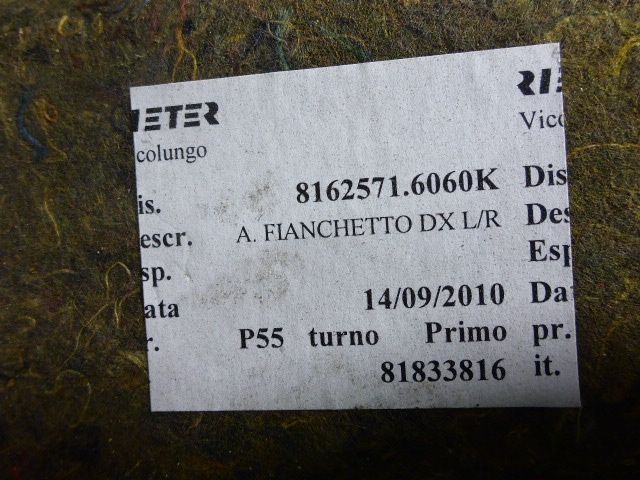 IETER RIE
colungo Vico
is. 8162571.6060K Dis
escr. A. FIANCHETTO DX L/R Des
sp. Esp
ata 14/09/2010 Dat
r. P55 turno Primo pr.
81833816 it.